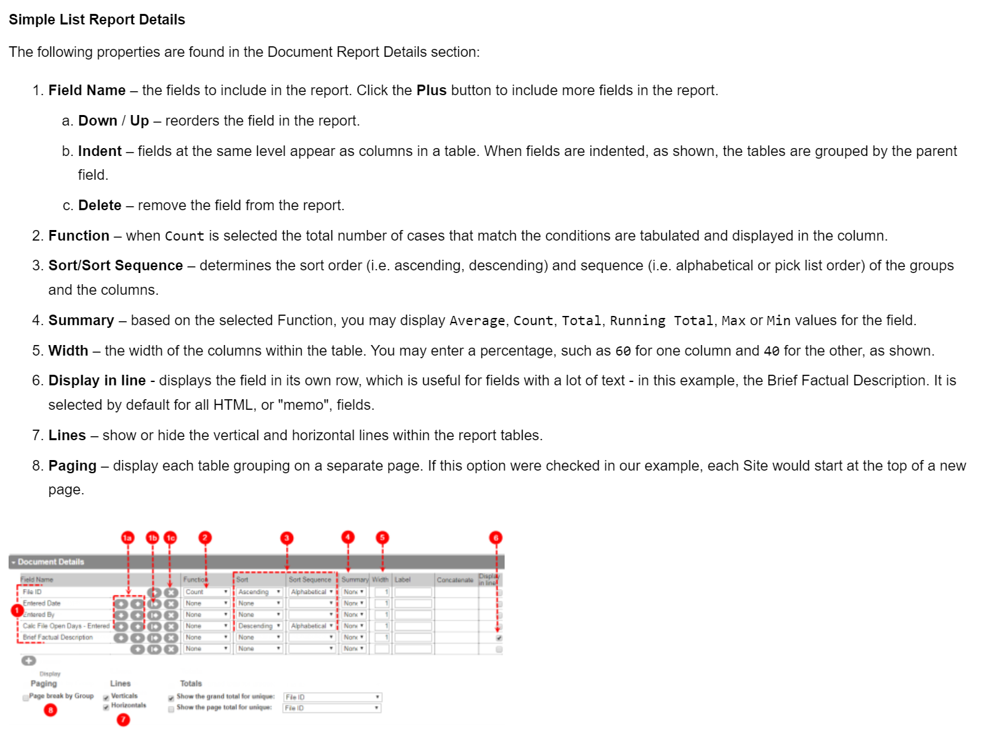 Simple List Report Details
The following properties are found in the Document Report Details section:
1. Field Name – the fields to include in the report. Click the Plus button to include more fields in the report.
a. Down / Up – reorders the field in the report.
b. Indent – fields at the same level appear as columns in a table. When fields are indented, as shown, the tables are grouped by the parent
field.
c. Delete – remove the field from the report.
2. Function – when Count is selected the total number of cases that match the conditions are tabulated and displayed in the column.
3. Sort/Sort Sequence – determines the sort order (i.e. ascending, descending) and sequence (i.e. alphabetical or pick list order) of the groups
and the columns.
4. Summary – based on the selected Function, you may display Average, Count, Total, Running Total, Max or Min values for the field.
5. Width – the width of the columns within the table. You may enter a percentage, such as 60 for one column and 40 for the other, as shown.
6. Display in line - displays the field in its own row, which is useful for fields with a lot of text - in this example, the Brief Factual Description. It is
selected by default for all HTML, or "memo", fields.
7. Lines – show or hide the vertical and horizontal lines within the report tables.
8. Paging – display each table grouping on a separate page. If this option were checked in our example, each Site would start at the top of a new
page.
1a 1b 1c 2 3 4 5 6
Document Details
Field Name Function Sort Sort Sequence Summary Width Label Concatenate Display in line
File ID Count Ascending Alphabetical None 1
Entered Date None None None 1
1 Entered By None None None 1
Calc File Open Days - Entered None Descending Alphabetical None 1
Brief Factual Description None None None 1
None None None
Display
Paging Lines Totals
Page break by Group Verticals Show the grand total for unique: File ID
Horizontals Show the page total for unique: File ID
8
7